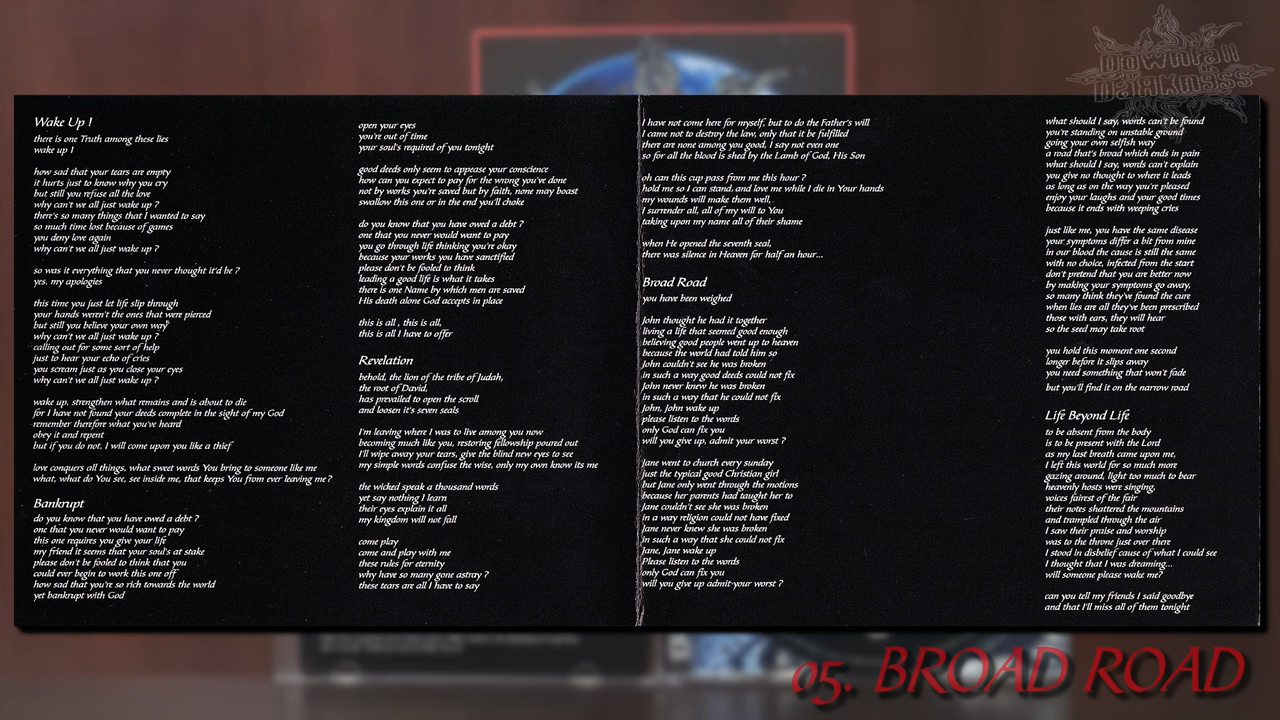 Wake Up !
there is one Truth among these lies
wake up !
how sad that your tears are empty
it hurts just to know why you cry
but still you refuse all the love
why can't we all just wake up ?
there's so many things that I wanted to say
so much time lost because of games
you deny love again
why can't we all just wake up ?
so was it everything that you never thought it'd be ?
yes, my apologies
this time you just let life slip through
your hands weren't the ones that were pierced
but still you believe your own way
why can't we all just wake up ?
calling out for some sort of help
just to hear your echo of cries
you scream just as you close your eyes
why can't we all just wake up ?
wake up, strengthen what remains and is about to die
for I have not found your deeds complete in the sight of my God
remember therefore what you've heard
obey it and repent
but if you do not, I will come upon you like a thief
love conquers all things, what sweet words You bring to someone like me
what, what do You see, see inside me, that keeps You from ever leaving me ?
Bankrupt
do you know that you have owed a debt ?
one that you never would want to pay
this one requires you give your life
my friend it seems that your soul's at stake
please don't be fooled to think that you
could ever begin to work this one off
how sad that you're so rich towards the world
yet bankrupt with God
open your eyes
you're out of time
your soul's required of you tonight
good deeds only seem to appease your conscience
how can you expect to pay for the wrong you've done
not by works you're saved but by faith, none may boast
swallow this one or in the end you'll choke
do you know that you have owed a debt ?
one that you never would want to pay
you go through life thinking you're okay
because your works you have sanctified
please don't be fooled to think
leading a good life is what it takes
there is one Name by which men are saved
His death alone God accepts in place
this is all , this is all,
this is all I have to offer
Revelation
behold, the lion of the tribe of Judah,
the root of David,
has prevailed to open the scroll
and loosen it's seven seals
I'm leaving where I was to live among you now
becoming much like you, restoring fellowship poured out
I'll wipe away your tears, give the blind new eyes to see
my simple words confuse the wise, only my own know its me
the wicked speak a thousand words
yet say nothing I learn
their eyes explain it all
my kingdom will not fall
come play
come and play with me
these rules for eternity
why have so many gone astray ?
these tears are all I have to say
I have not come here for myself, but to do the Father's will
I came not to destroy the law, only that it be fulfilled
there are none among you good, I say not even one
so for all the blood is shed by the Lamb of God, His Son
oh can this cup pass from me this hour ?
hold me so I can stand, and love me while I die in Your hands
my wounds will make them well,
I surrender all, all of my will to You
taking upon my name all of their shame
when He opened the seventh seal,
there was silence in Heaven for half an hour...
Broad Road
you have been weighed
John thought he had it together
living a life that seemed good enough
believing good people went up to heaven
because the world had told him so
John couldn't see he was broken
in such a way good deeds could not fix
John never knew he was broken
in such a way that he could not fix
John, John wake up
please listen to the words
only God can fix you
will you give up, admit your worst ?
Jane went to church every sunday
just the typical good Christian girl
but Jane only went through the motions
because her parents had taught her to
Jane couldn't see she was broken
in a way religion could not have fixed
Jane never knew she was broken
in such a way that she could not fix
Jane, Jane wake up
Please listen to the words
only God can fix you
will you give up admit your worst ?
what should I say, words can't be found
you're standing on unstable ground
going your own selfish way
a road that's broad which ends in pain
what should I say, words can't explain
you give no thought to where it leads
as long as on the way you're pleased
enjoy your laughs and your good times
because it ends with weeping cries
just like me, you have the same disease
your symptoms differ a bit from mine
in our blood the cause is still the same
with no choice, infected from the start
don't pretend that you are better now
by making your symptoms go away,
so many think they've found the cure
when lies are all they've been prescribed
those with ears, they will hear
so the seed may take root
you hold this moment one second
longer before it slips away
you need something that won't fade
but you'll find it on the narrow road
Life Beyond Life
to be absent from the body
is to be present with the Lord
as my last breath came upon me,
I left this world for so much more
gazing around, light too much to bear
heavenly hosts were singing,
voices fairest of the fair
their notes shattered the mountains
and trampled through the air
I saw their praise and worship
was to the throne just over there
I stood in disbelief cause of what I could see
I thought that I was dreaming...
will someone please wake me?
can you tell my friends I said goodbye
and that I'll miss all of them tonight
Downfall
Darkness
05. BROAD ROAD